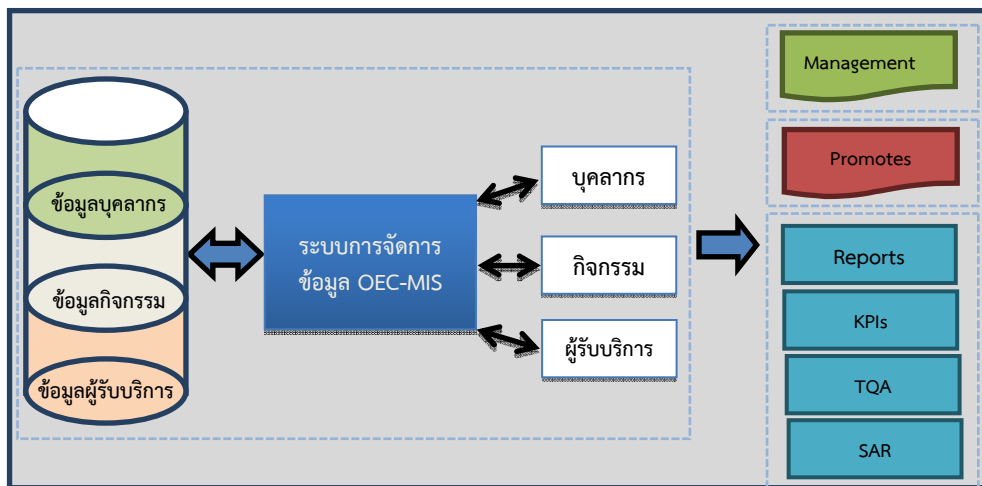 ข้อมูลบุคลากร
ข้อมูลกิจกรรม
ข้อมูลผู้รับบริการ
ระบบการจัดการ
ข้อมูล OEC-MIS
บุคลากร
กิจกรรม
ผู้รับบริการ
Management
Promotes
Reports
KPIs
TQA
SAR